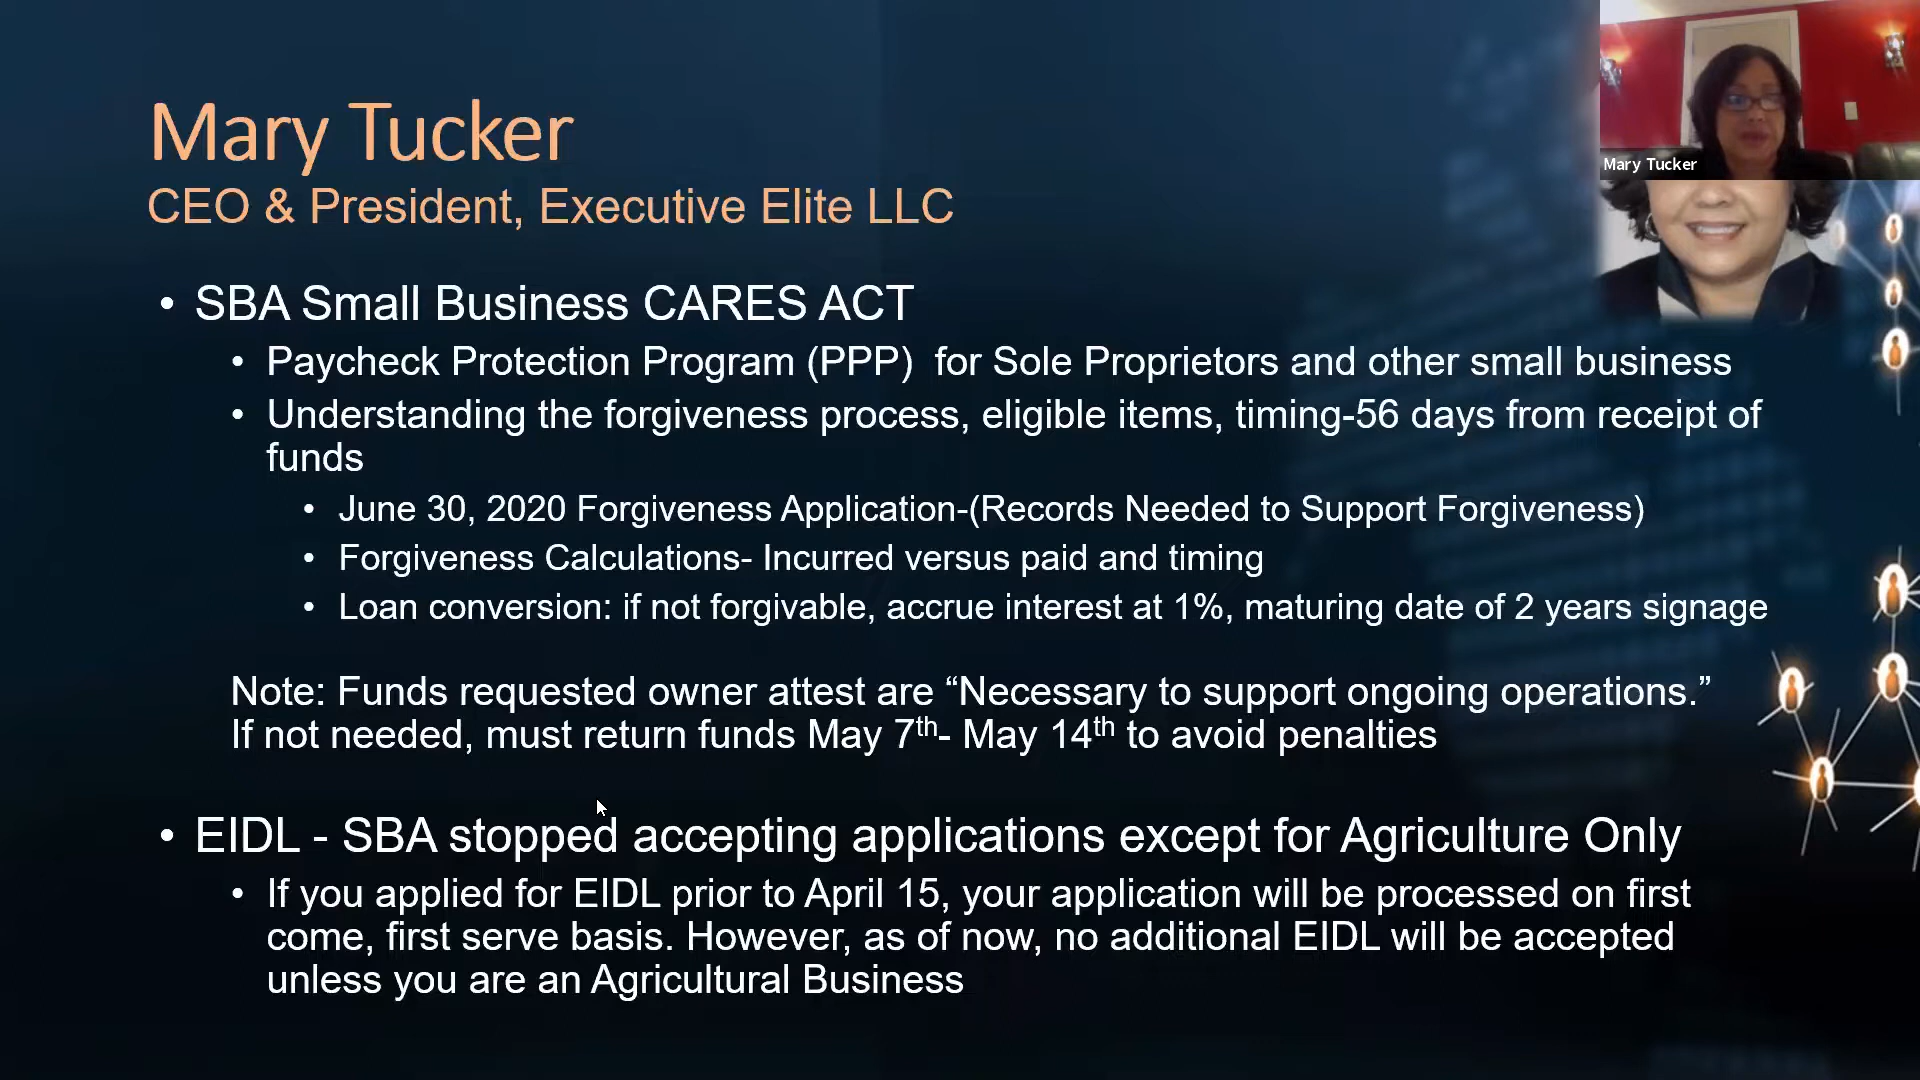 Mary Tucker
CEO & President, Executive Elite LLC
Mary Tucker
• SBA Small Business CARES ACT
• Paycheck Protection Program (PPP)  for Sole Proprietors and other small business
• Understanding the forgiveness process, eligible items, timing-56 days from receipt of
funds
• June 30, 2020 Forgiveness Application-(Records Needed to Support Forgiveness)
• Forgiveness Calculations- Incurred versus paid and timing
• Loan conversion: if not forgivable, accrue interest at 1%, maturing date of 2 years signage
Note: Funds requested owner attest are “Necessary to support ongoing operations.”
If not needed, must return funds May 7th- May 14th to avoid penalties
• EIDL - SBA stopped accepting applications except for Agriculture Only
• If you applied for EIDL prior to April 15, your application will be processed on first
come, first serve basis. However, as of now, no additional EIDL will be accepted
unless you are an Agricultural Business